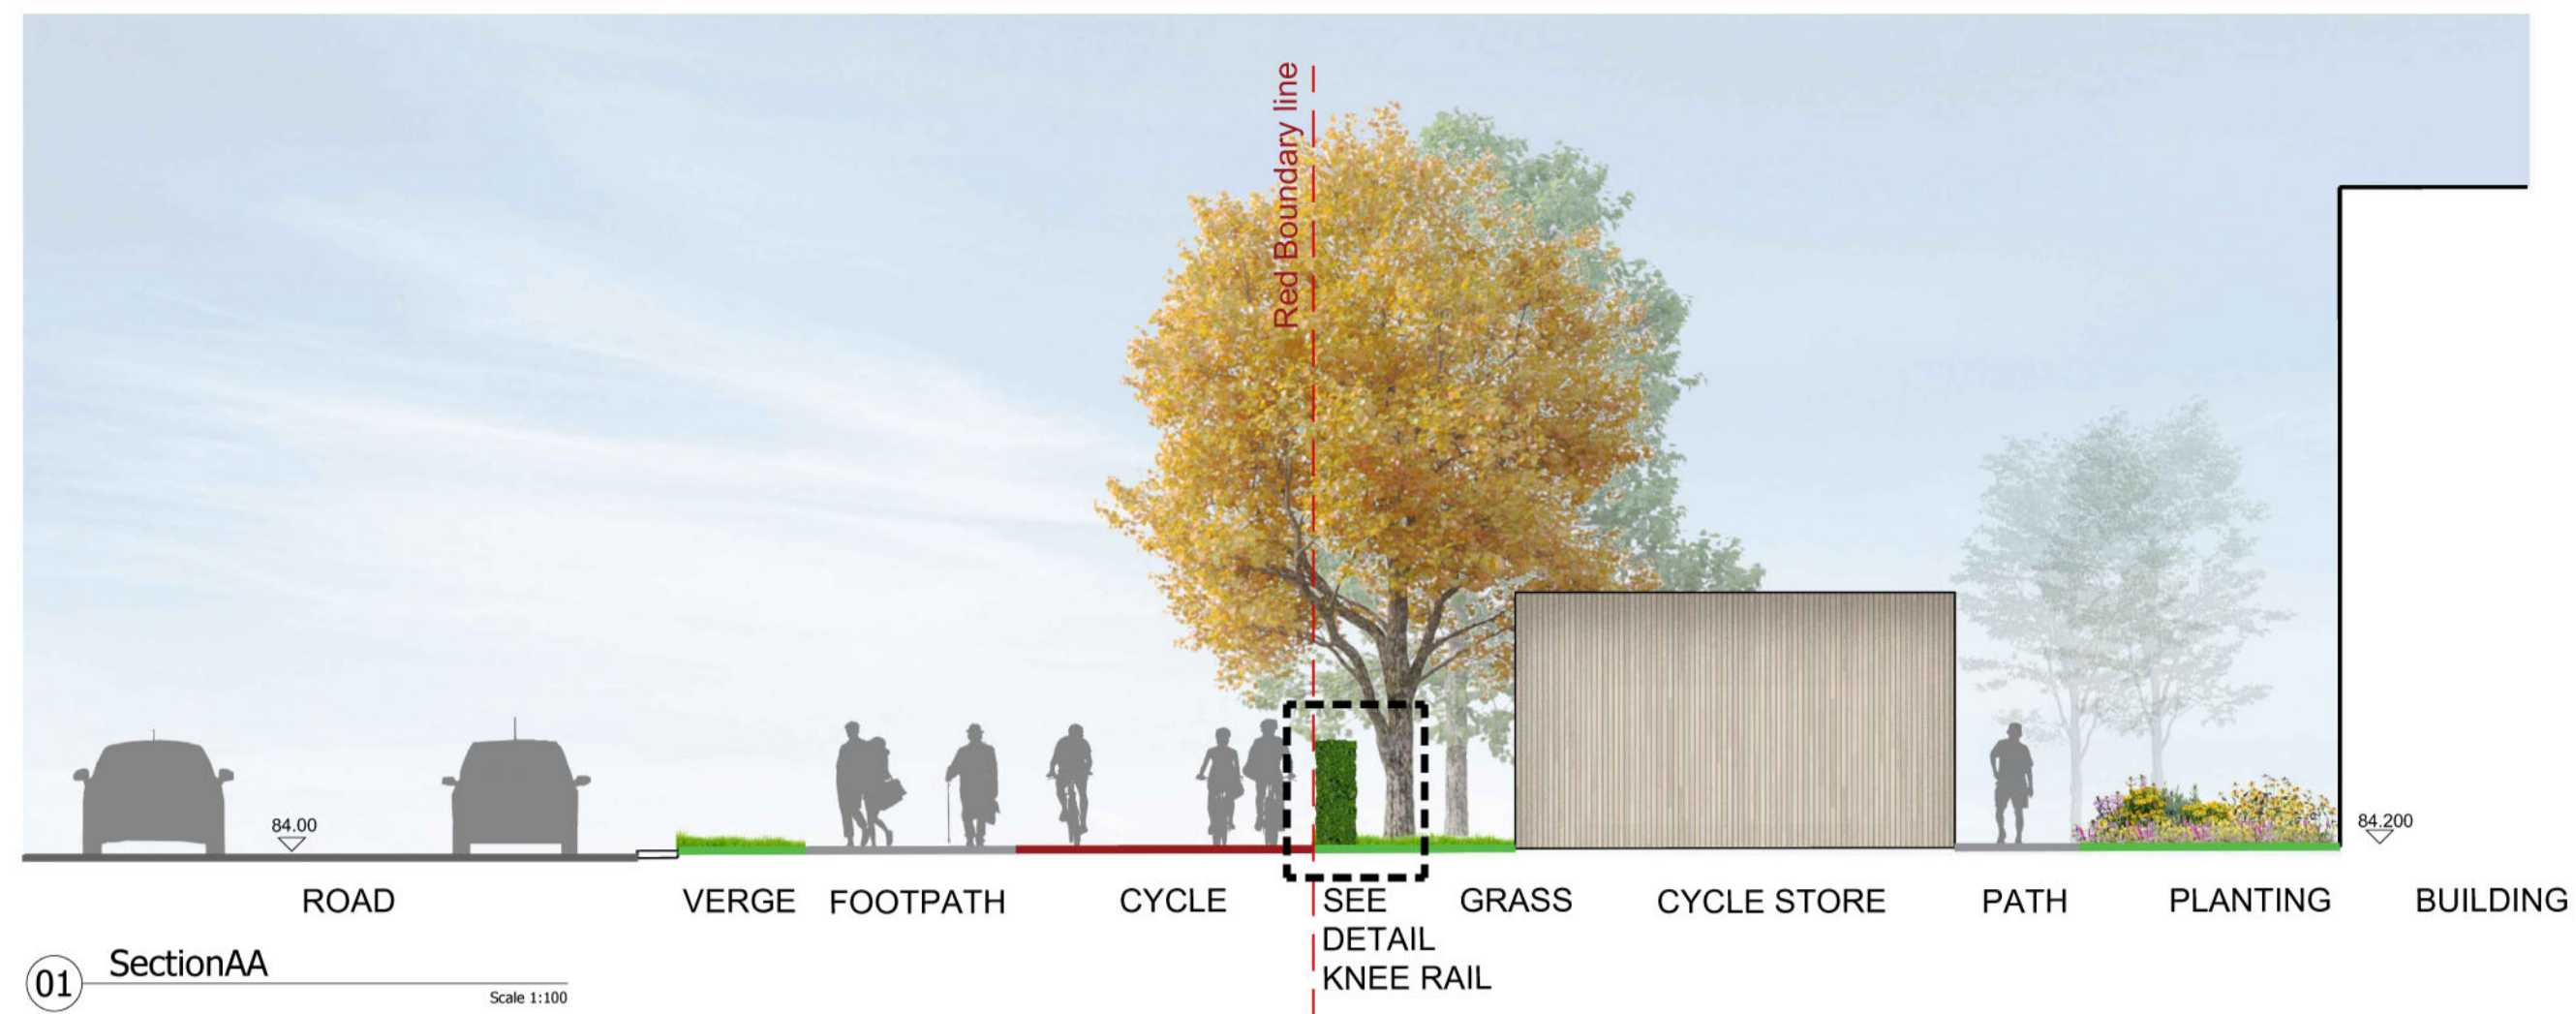 Red Boundary line
84.00
84.200
ROAD
VERGE
FOOTPATH
CYCLE
SEE
DETAIL
KNEE RAIL
GRASS
CYCLE STORE
PATH
PLANTING
BUILDING
01
SectionAA
Scale 1:100